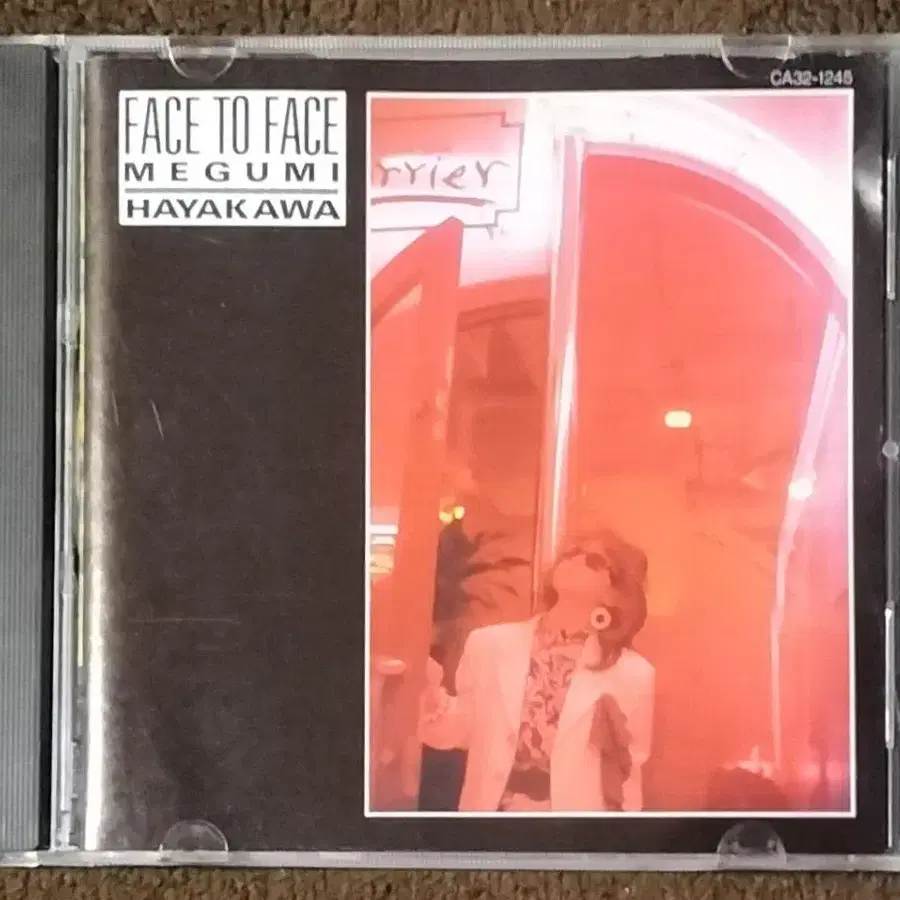 CA32-1245
FACE TO FACE
MEGUMI
HAYAKAWA
rrier